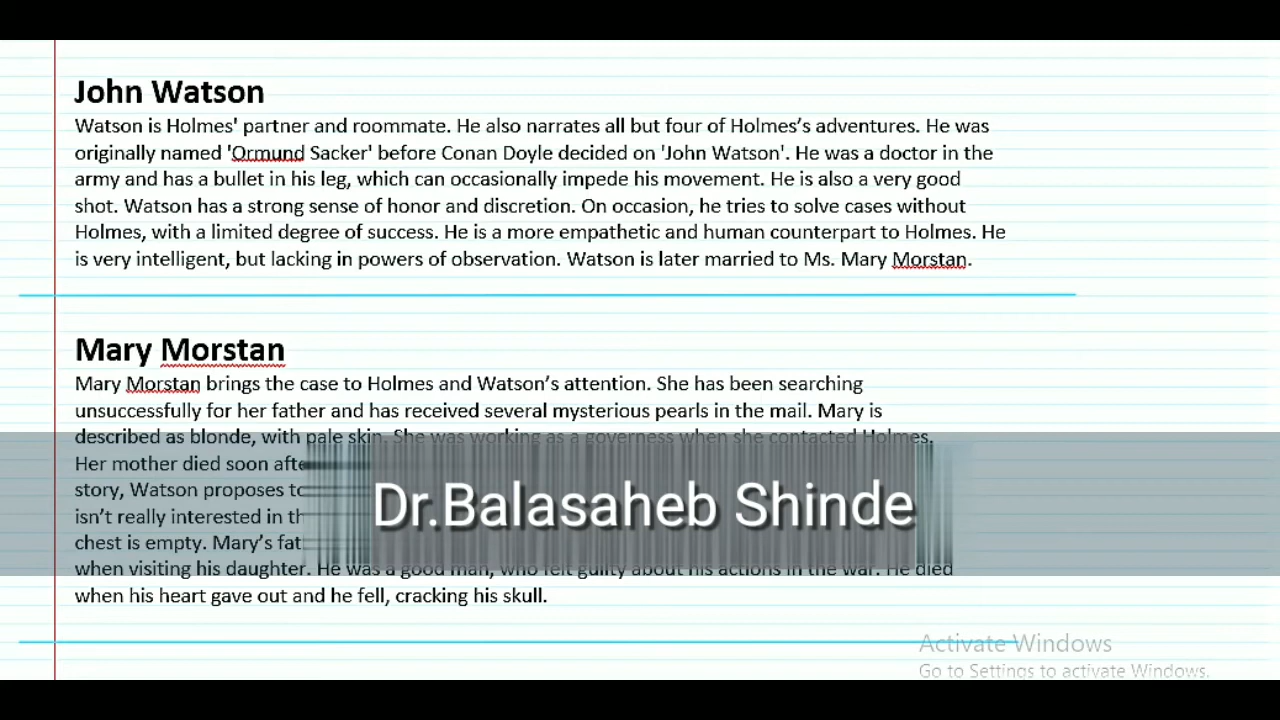 John Watson
Watson is Holmes' partner and roommate. He also narrates all but four of Holmes’s adventures. He was
originally named 'Ormund Sacker' before Conan Doyle decided on 'John Watson'. He was a doctor in the
army and has a bullet in his leg, which can occasionally impede his movement. He is also a very good
shot. Watson has a strong sense of honor and discretion. On occasion, he tries to solve cases without
Holmes, with a limited degree of success. He is a more empathetic and human counterpart to Holmes. He
is very intelligent, but lacking in powers of observation. Watson is later married to Ms. Mary Morstan.
Mary Morstan
Mary Morstan brings the case to Holmes and Watson’s attention. She has been searching
unsuccessfully for her father and has received several mysterious pearls in the mail. Mary is
described as blonde, with pale skin. She was working as a governess when she contacted Holmes.
Her mother died soon
story, Watson proposes
isn’t really interested in
chest is empty. Mary’s
Dr.Balasaheb Shinde
when visiting his daughter. He was a good man, who felt guilty about his actions in the war. He died
when his heart gave out and he fell, cracking his skull.
Activate Windows
Go to Settings to activate Windows.